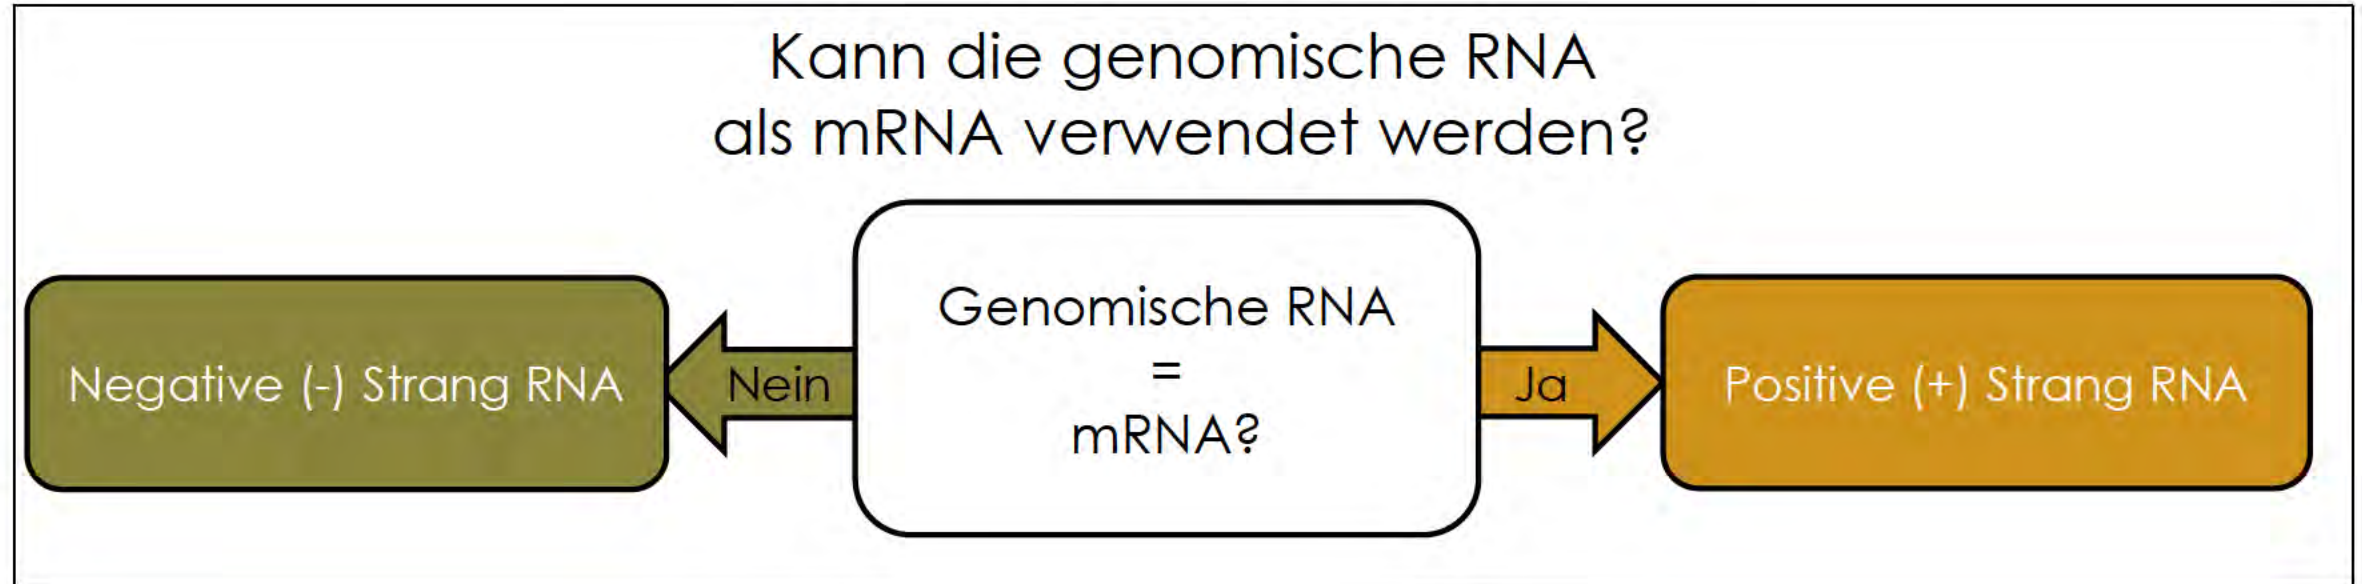 Kann die genomische RNA
als mRNA verwendet werden?
Negative (-) Strang RNA
Nein
Genomische RNA
=
mRNA?
Ja
Positive (+) Strang RNA